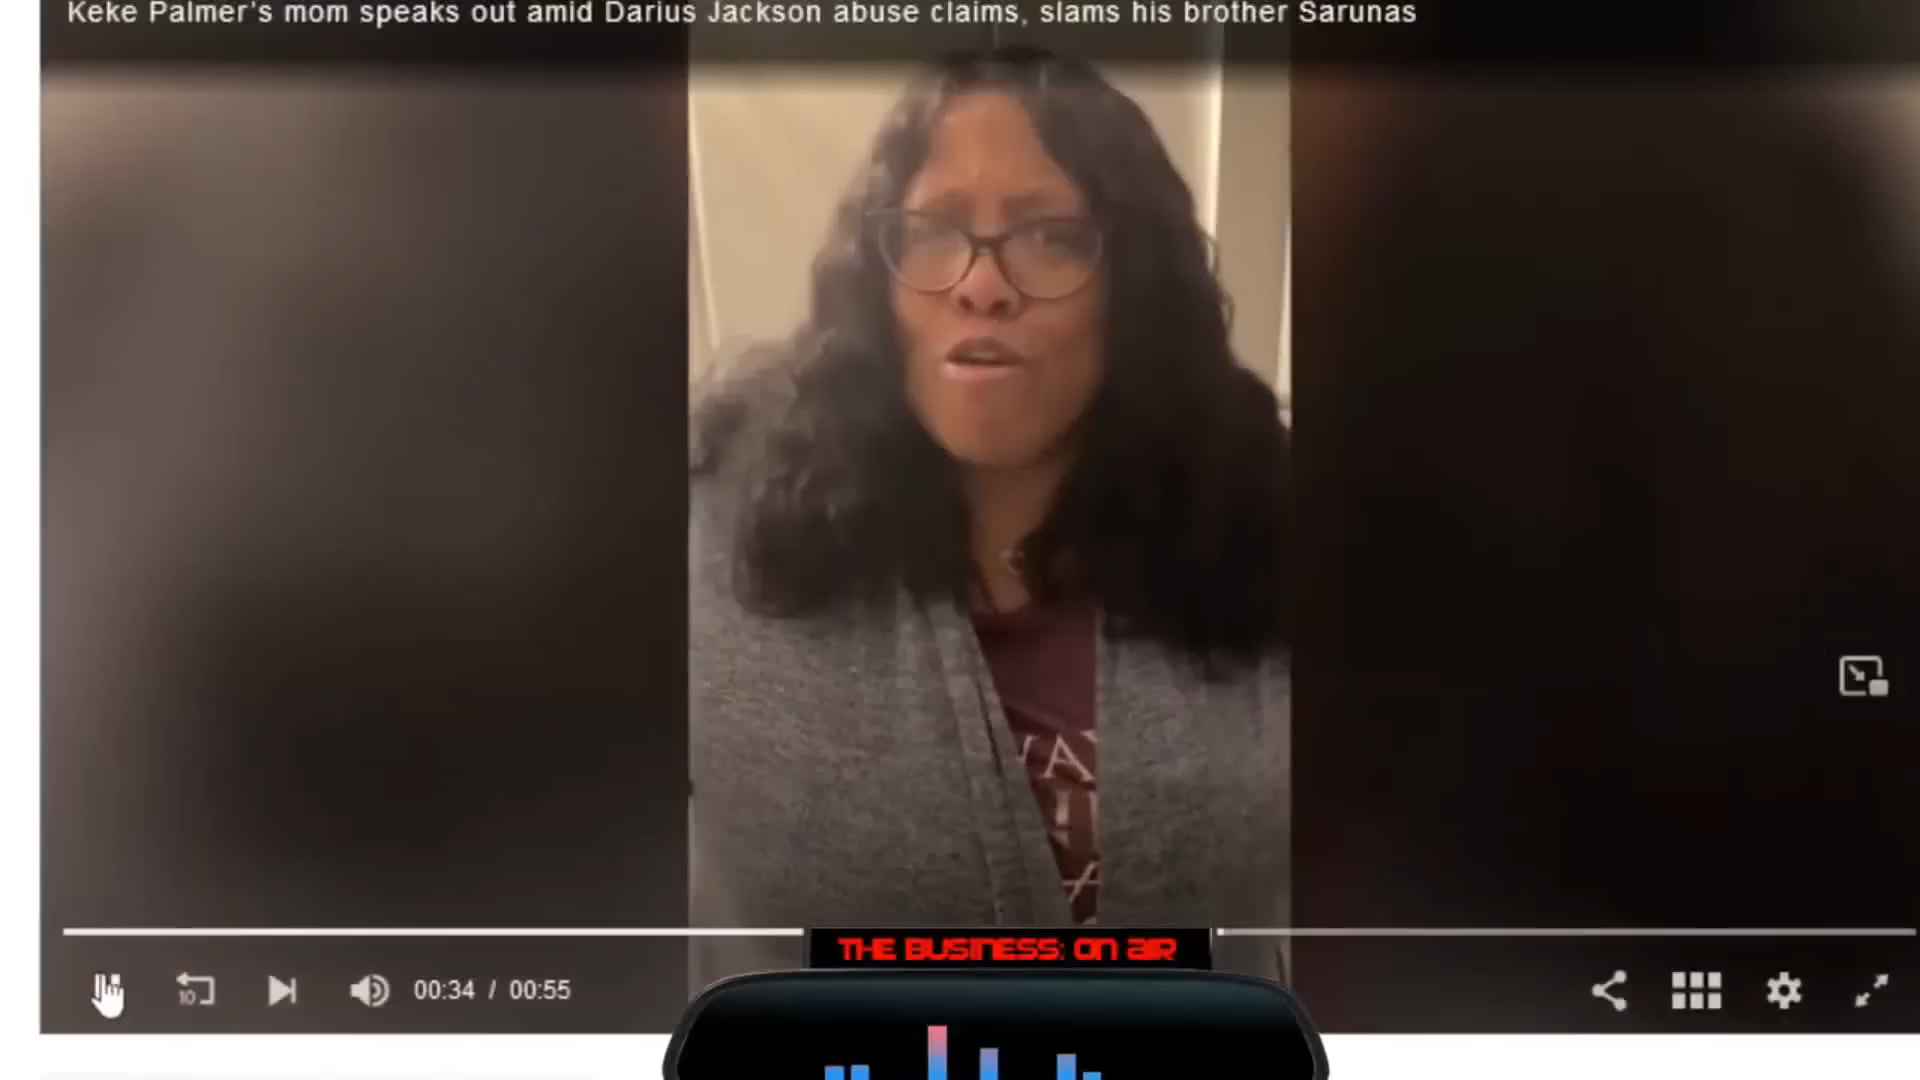 Keke Palmer's mom speaks out amid Darius Jackson abuse claims, slams his brother Sarunas
THE BUSINESS: ON AIR
10
00:34 / 00:55